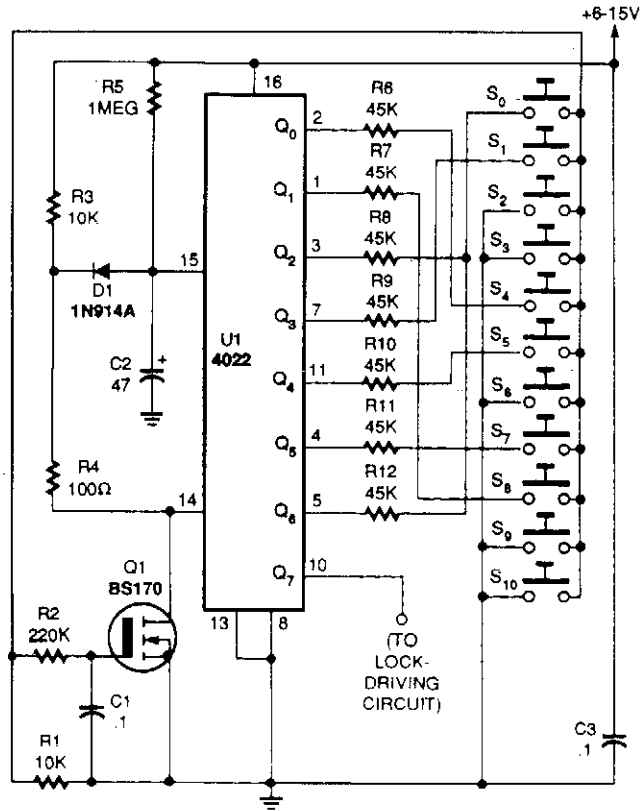 +6-15V
R5
1MEG
16
R6
45K
S0
Q0
2
R7
45K
S1
Q1
1
S2
R3
10K
R8
45K
S3
Q2
3
15
D1
1N914A
R9
45K
S4
Q3
7
U1
4022
R10
45K
S5
C2
47
+
Q4
11
S6
R11
45K
S7
Q5
4
R4
100Ω
R12
45K
S8
14
Q6
5
S9
Q1
BS170
Q7
10
S10
R2
220K
13
8
(TO
LOCK-
DRIVING
CIRCUIT)
C1
.1
C3
.1
R1
10K